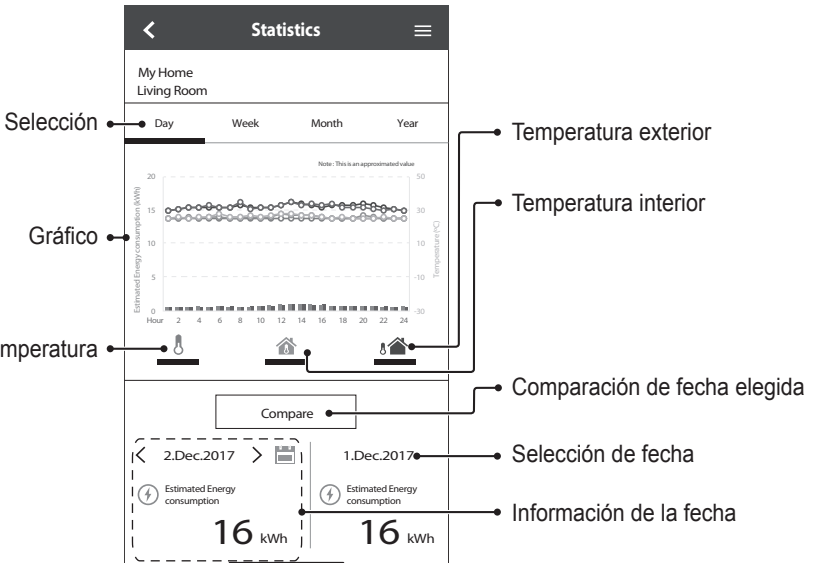 Statistics
My Home
Living Room
Selección
Day Week Month Year
Temperatura exterior
Note : This is an approximated value
20 50
15 30
10 10
5 -10
0 -30
Estimated Energy consumption (kWh)
Temperature(°C)
Temperatura interior
Gráfico
Hour 2 4 6 8 10 12 14 16 18 20 22 24
mperatura
Compare
Comparación de fecha elegida
2.Dec.2017 1.Dec.2017
Selección de fecha
Estimated Energy
consumption
Estimated Energy
consumption
Información de la fecha
16 kWh 16 kWh